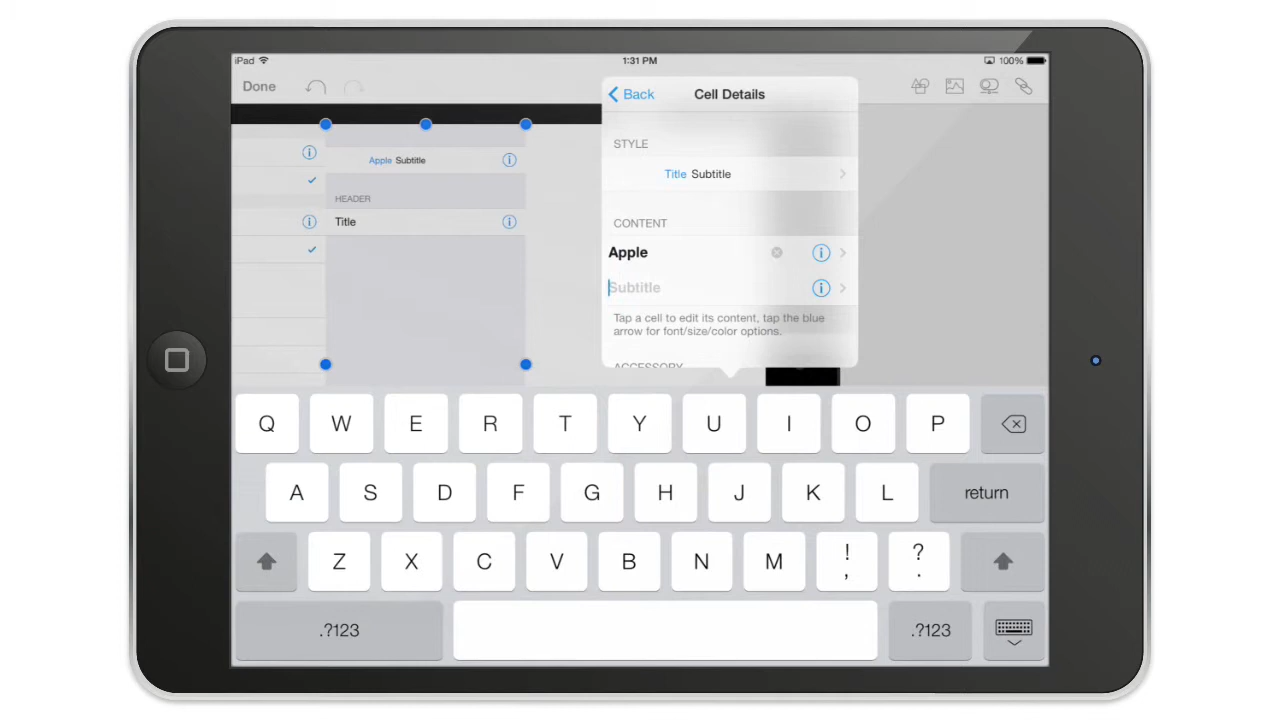 iPad
1:31 PM
100%
Done
Back
Cell Details
STYLE
Title Subtitle
CONTENT
Apple
Subtitle
Tap a cell to edit its content, tap the blue
arrow for font/size/color options.
ACCESSORY
Apple Subtitle
HEADER
Title
Q W E R T Y U I O P
A S D F G H J K L return
Z X C V B N M ! , ? .
.?123 .?123